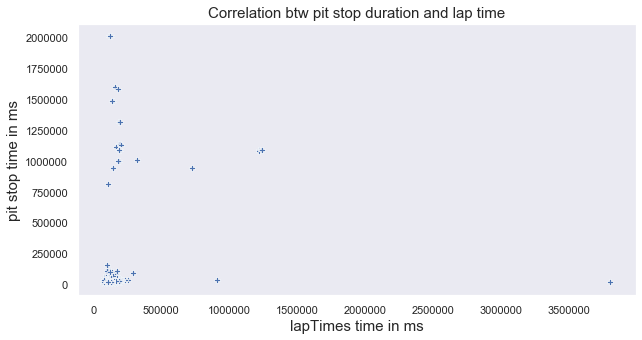 Correlation btw pit stop duration and lap time
pit stop time in ms
2000000
1750000
1500000
1250000
1000000
750000
500000
250000
0
0 500000 1000000 1500000 2000000 2500000 3000000 3500000
lapTimes time in ms